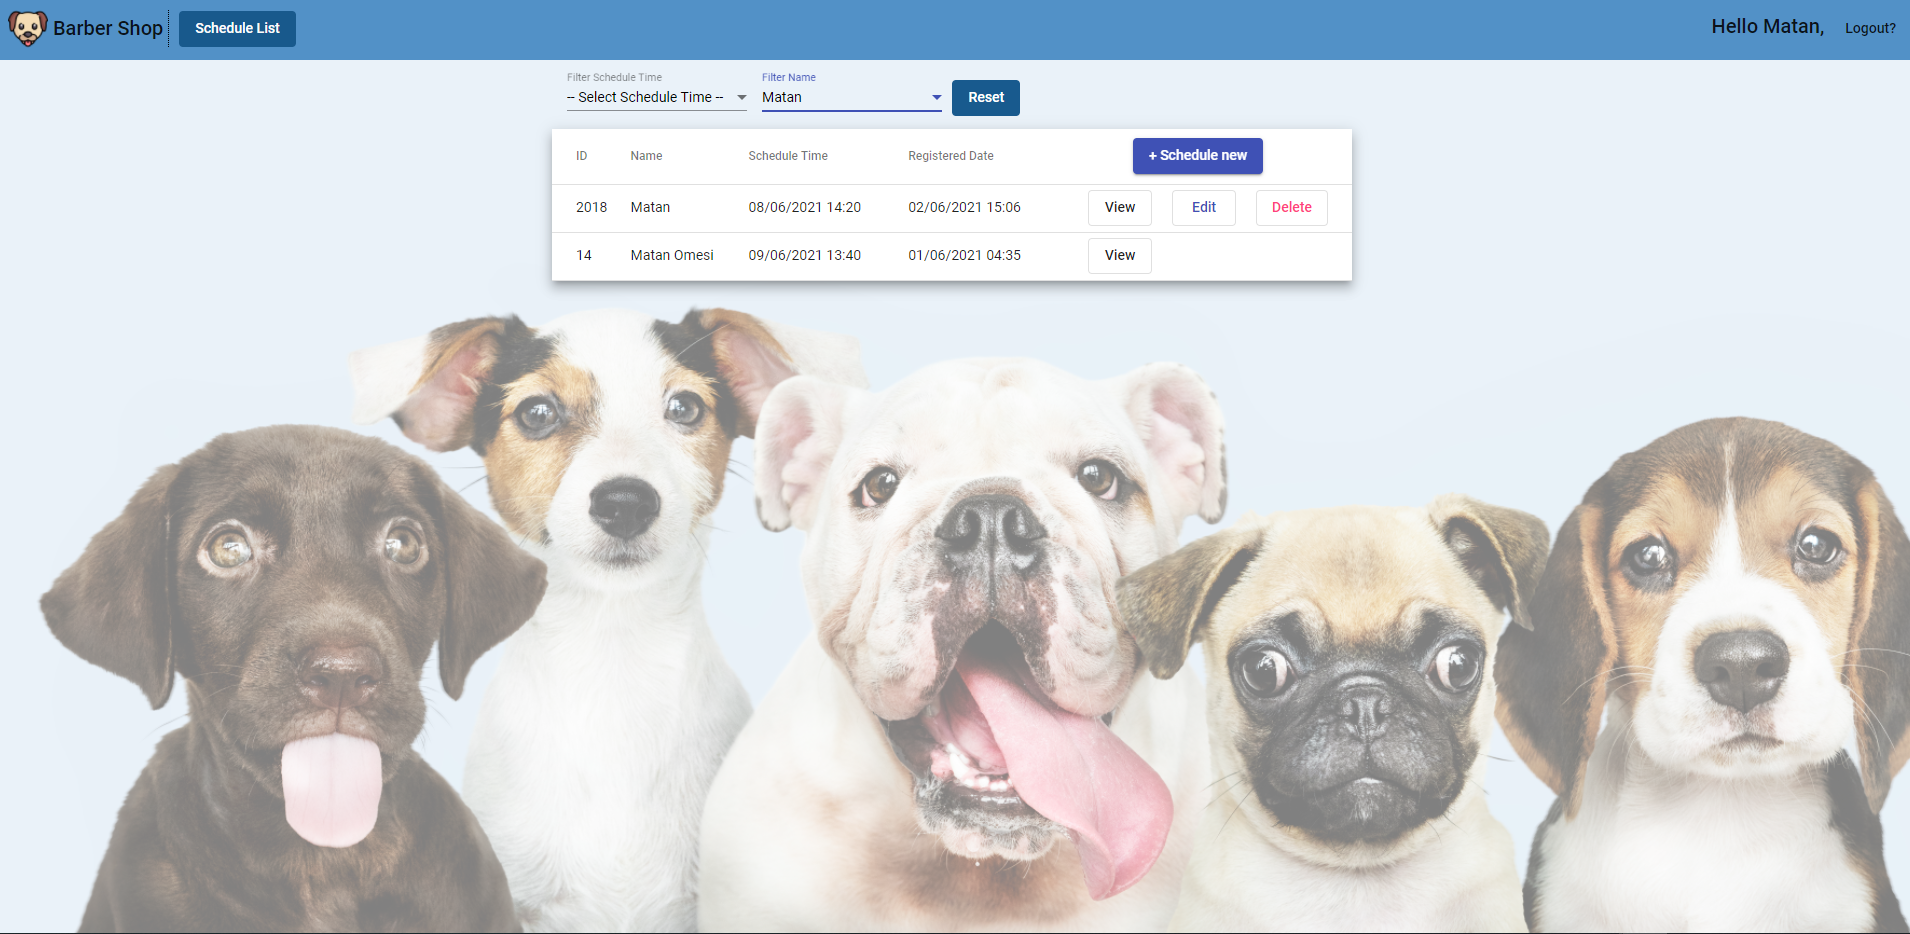 Barber Shop Schedule List Hello Matan, Logout?
Filter Schedule Time Filter Name
-- Select Schedule Time -- Matan Reset
ID Name Schedule Time Registered Date + Schedule new
2018 Matan 08/06/2021 14:20 02/06/2021 15:06 View Edit Delete
14 Matan Omesi 09/06/2021 13:40 01/06/2021 04:35 View